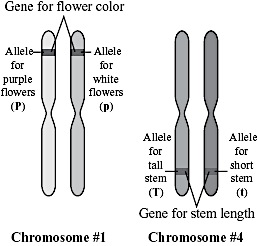 Gene for flower color
Allele
for
purple
flowers
(P)
Allele
for
white
flowers
(p)
Allele
for
tall
stem
(T)
Allele
for
short
stem
(t)
Gene for stem length
Chromosome #1
Chromosome #4